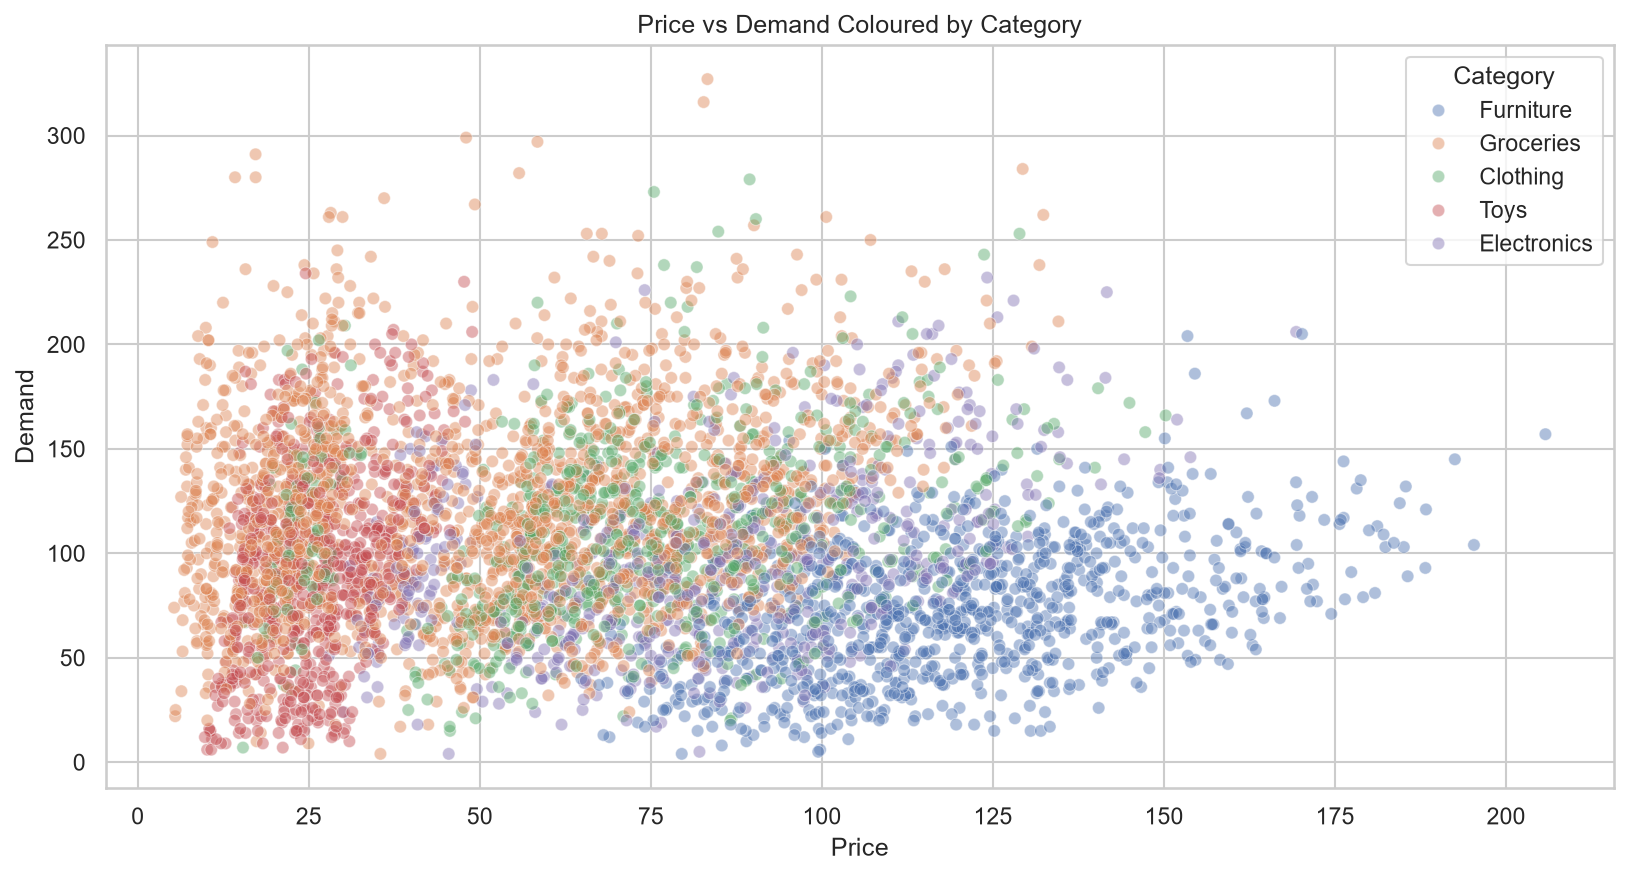 Price vs Demand Coloured by Category
Category
Furniture
Groceries
Clothing
Toys
Electronics
Demand
300
250
200
150
100
50
0
0 25 50 75 100 125 150 175 200
Price